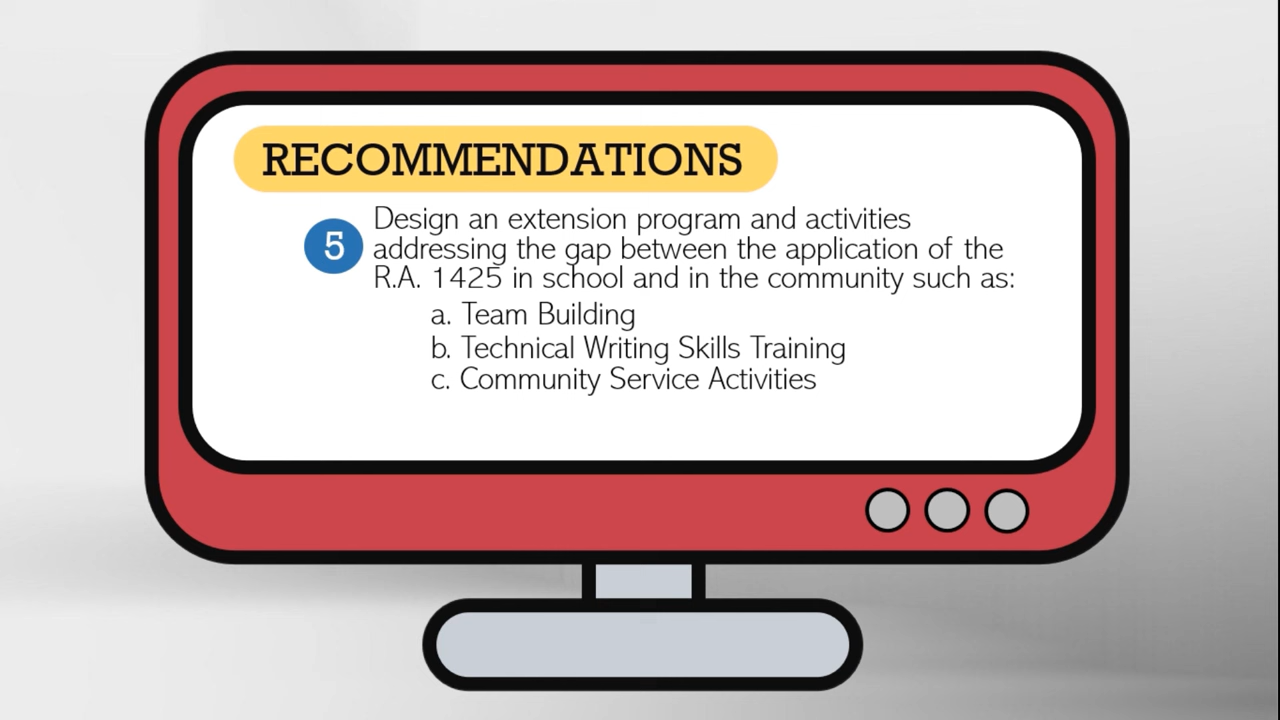 RECOMMENDATIONS
5
Design an extension program and activities
addressing the gap between the application of the
R.A. 1425 in school and in the community such as:
a. Team Building
b. Technical Writing Skills Training
c. Community Service Activities